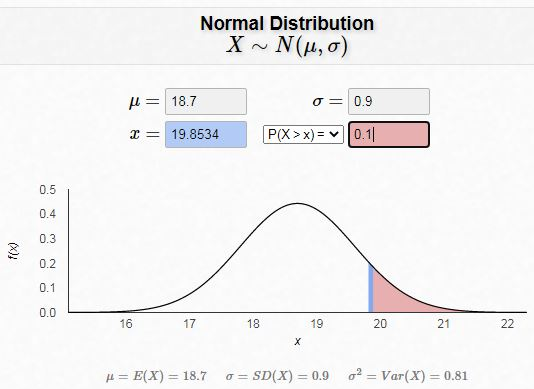 Normal Distribution
X ∼ N(μ, σ)
μ = 18.7 σ = 0.9
x = 19.8534 P(X > x) = 0.1
0.5
0.4
0.3
0.2
0.1
0.0
f(x)
16 17 18 19 20 21 22
x
μ = E(X) = 18.7 σ = SD(X) = 0.9 σ² = Var(X) = 0.81